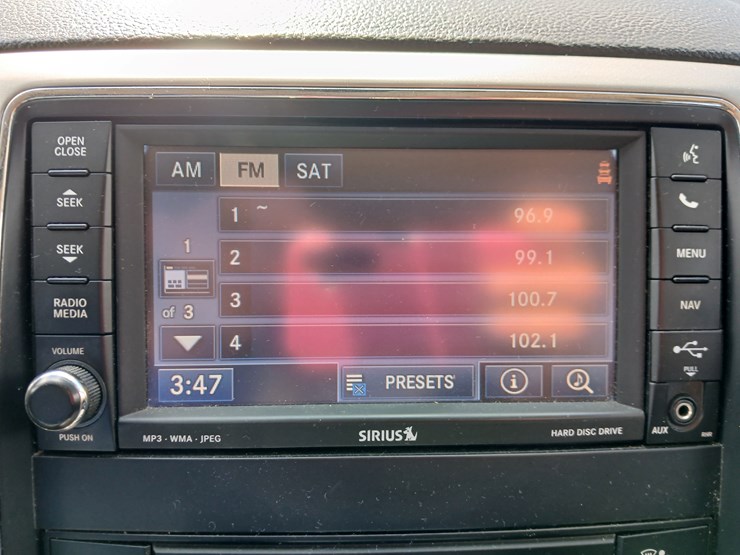 OPEN
CLOSE
SEEK
SEEK
RADIO
MEDIA
VOLUME
PUSH ON
AM FM SAT
1 ~ 96.9
2 99.1
3 100.7
4 102.1
1
of 3
3:47
PRESETS
i
MP3 · WMA · JPEG
SIRIUS
HARD DISC DRIVE
MENU
NAV
PULL
AUX